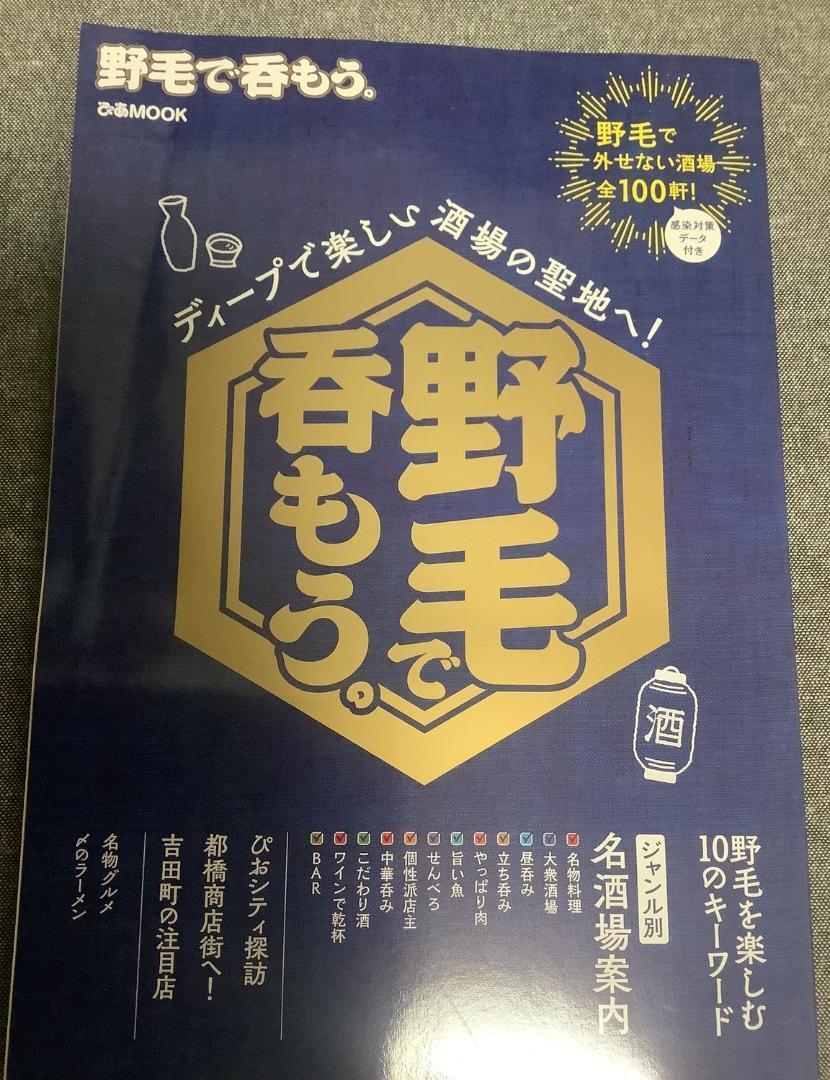 野毛で呑もう。
ぴあMOOK
野毛で
外せない酒場
全100軒!
感染対策
データ
付き
ディープで楽しい酒場の聖地へ!
野毛で
呑もう。
酒
野毛を楽しむ
10のキーワード
ジャンル別
名酒場案内
名物料理
大衆酒場
昼呑み
立ち呑み
やっぱり肉
旨い魚
せんべろ
個性派店主
中華呑み
こだわり酒
ワインで乾杯
BAR
ぴおシティ探訪
都橋商店街へ!
吉田町の注目店
名物グルメ
〆のラーメン